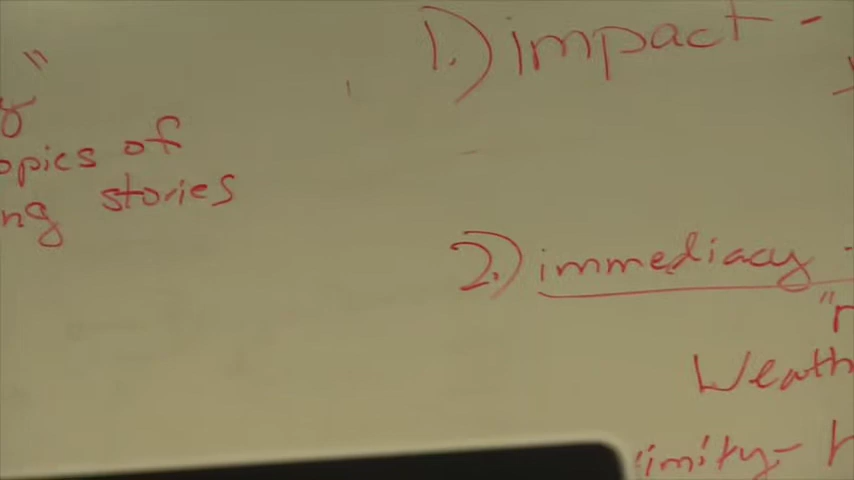 1.) impact -
opics of
ng stories
2.) immediacy -
"r
Weath
imity-